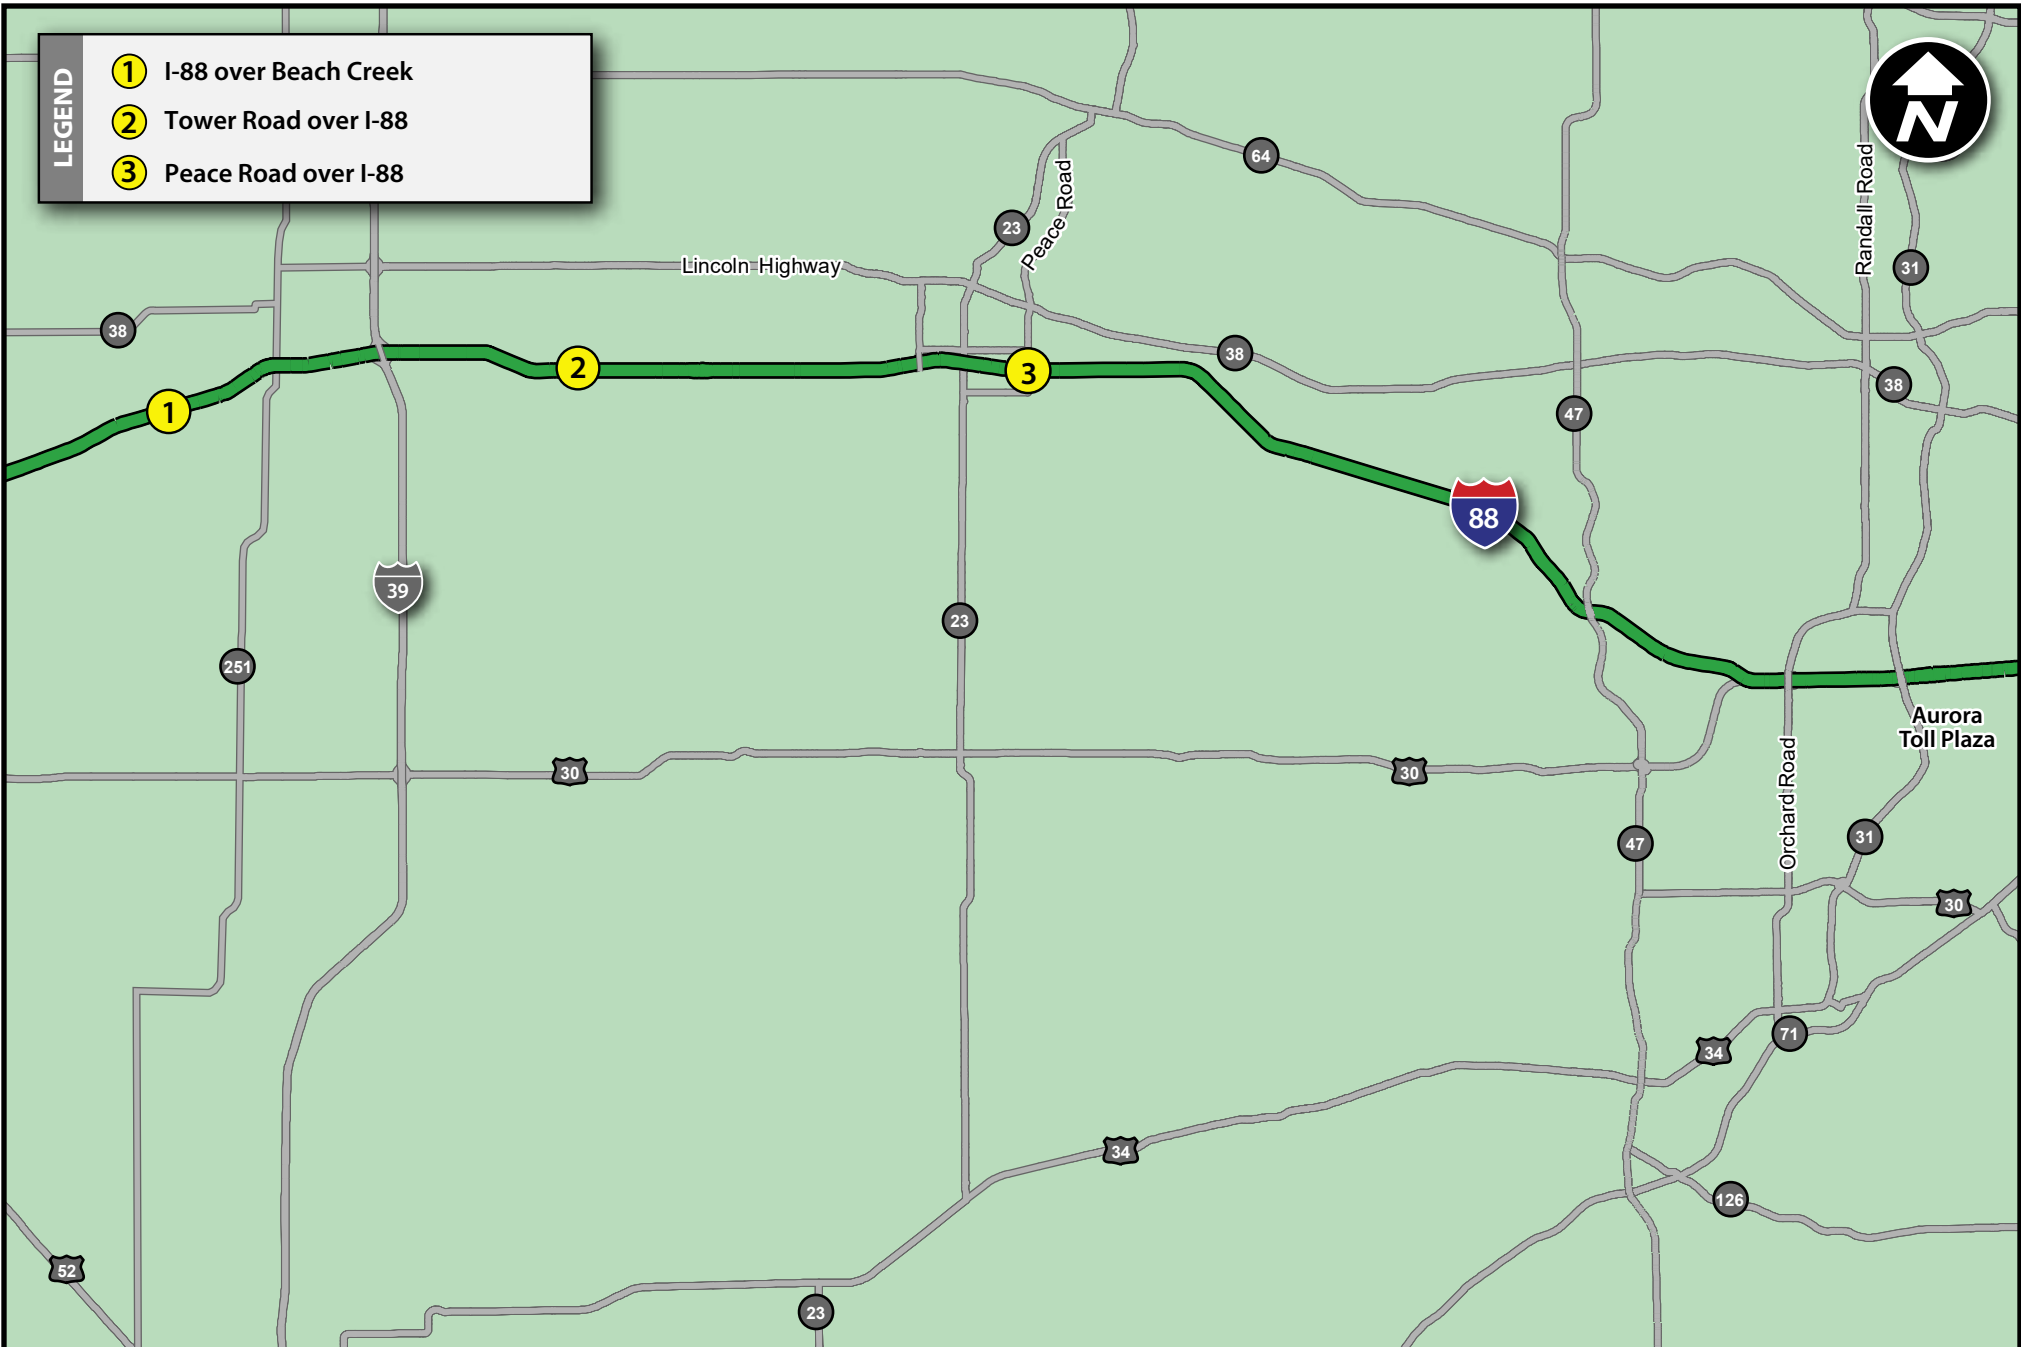 LEGEND
1 I-88 over Beach Creek
2 Tower Road over I-88
3 Peace Road over I-88
N
64
Randall Road
Peace Road
23
31
Lincoln Highway
38
38
2
3
38
1
47
88
39
23
251
Aurora
Toll Plaza
30
30
Orchard Road
31
47
30
71
34
34
126
52
23